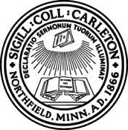 SIGILL : COLL : CARLETON
DECLARATIO SERMONUM TUORUM ILLUMINAT
NORTHFIELD, MINN. A.D. 1866